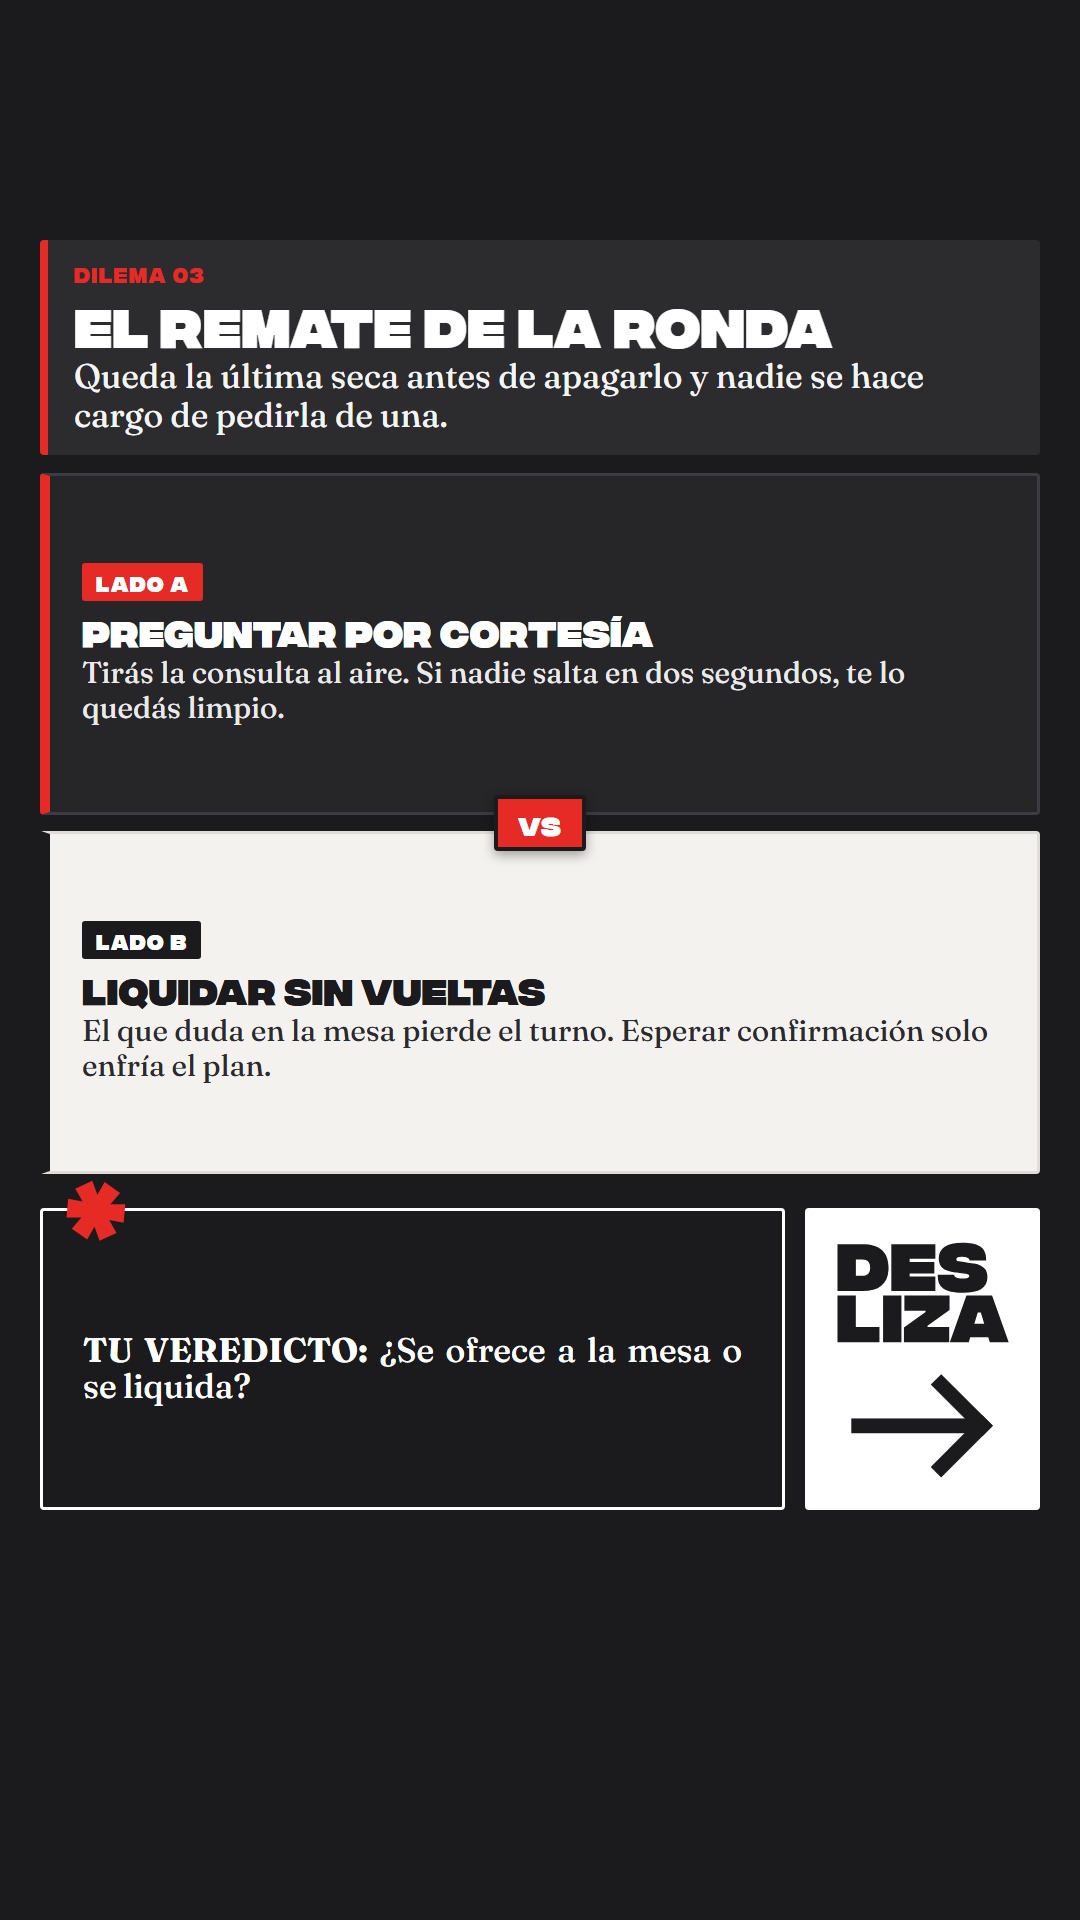 DILEMA 03
EL REMATE DE LA RONDA
Queda la última seca antes de apagarlo y nadie se hace
cargo de pedirla de una.
LADO A
PREGUNTAR POR CORTESÍA
Tirás la consulta al aire. Si nadie salta en dos segundos, te lo
quedás limpio.
VS
LADO B
LIQUIDAR SIN VUELTAS
El que duda en la mesa pierde el turno. Esperar confirmación solo
enfría el plan.
TU VEREDICTO: ¿Se ofrece a la mesa o
se liquida?
DES
LIZA